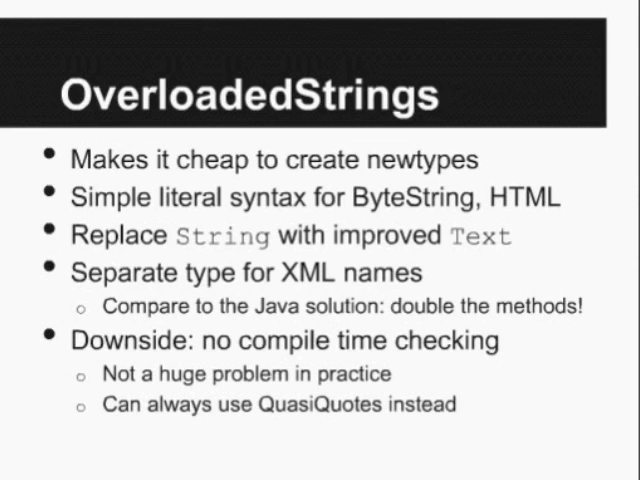 OverloadedStrings
• Makes it cheap to create newtypes
• Simple literal syntax for ByteString, HTML
• Replace String with improved Text
• Separate type for XML names
○ Compare to the Java solution: double the methods!
• Downside: no compile time checking
○ Not a huge problem in practice
○ Can always use QuasiQuotes instead